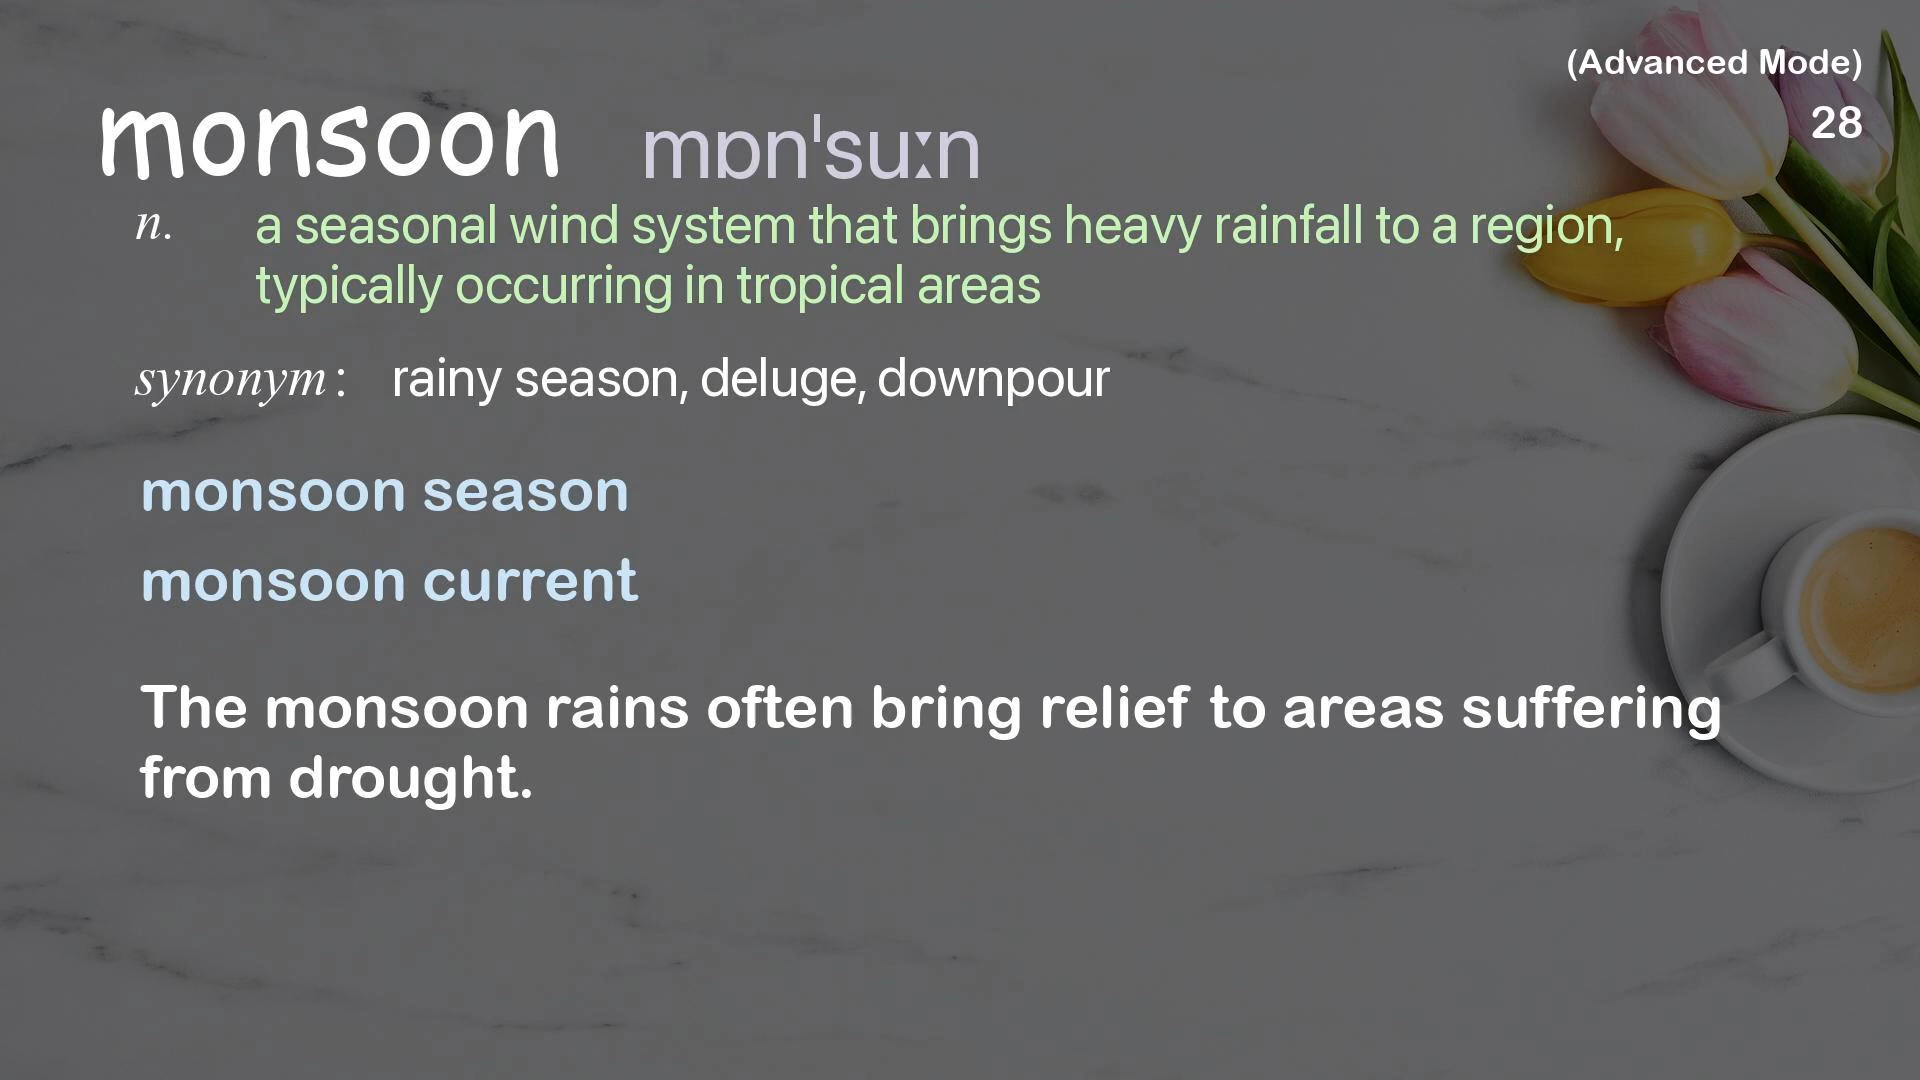 (Advanced Mode)
28
monsoon mɒnˈsuːn
n. a seasonal wind system that brings heavy rainfall to a region,
typically occurring in tropical areas
synonym: rainy season, deluge, downpour
monsoon season
monsoon current
The monsoon rains often bring relief to areas suffering
from drought.